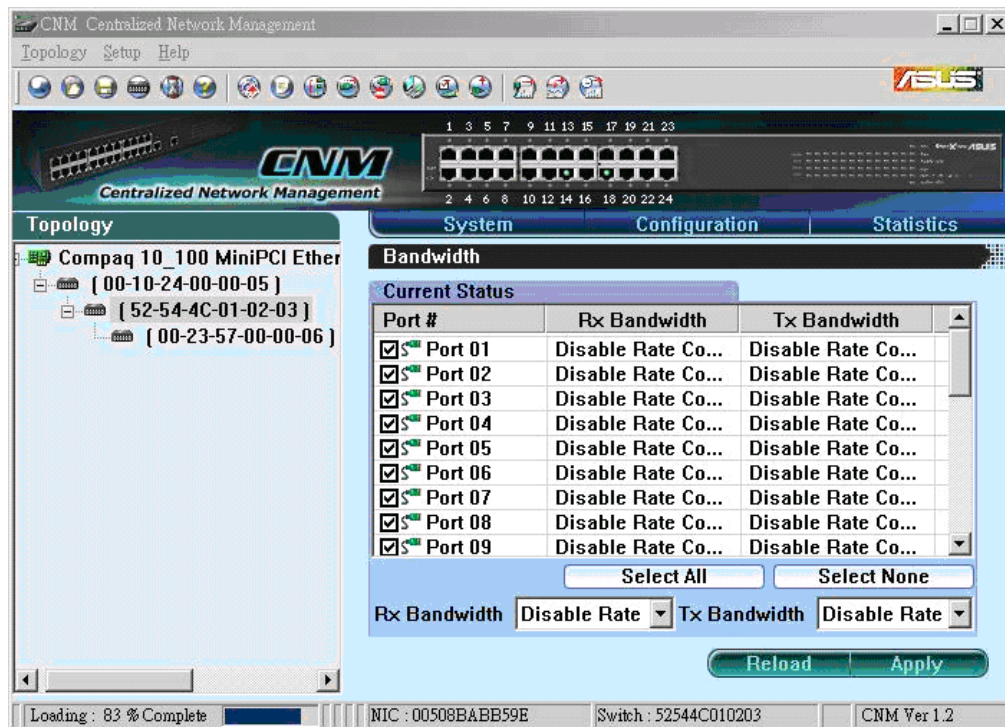 CNM Centralized Network Management
Topology Setup Help
ASUS
1 3 5 7 9 11 13 15 17 19 21 23
CNM
Centralized Network Management
ASUS
2 4 6 8 10 12 14 16 18 20 22 24
Topology
System Configuration Statistics
Compaq 10_100 MiniPCI Ether
( 00-10-24-00-00-05 )
( 52-54-4C-01-02-03 )
( 00-23-57-00-00-06 )
Bandwidth
Current Status
Port # Rx Bandwidth Tx Bandwidth
Port 01 Disable Rate Co... Disable Rate Co...
Port 02 Disable Rate Co... Disable Rate Co...
Port 03 Disable Rate Co... Disable Rate Co...
Port 04 Disable Rate Co... Disable Rate Co...
Port 05 Disable Rate Co... Disable Rate Co...
Port 06 Disable Rate Co... Disable Rate Co...
Port 07 Disable Rate Co... Disable Rate Co...
Port 08 Disable Rate Co... Disable Rate Co...
Port 09 Disable Rate Co... Disable Rate Co...
Select All Select None
Rx Bandwidth Disable Rate Tx Bandwidth Disable Rate
Reload Apply
Loading : 83 % Complete NIC : 00508BABB59E Switch : 52544C010203 CNM Ver 1.2